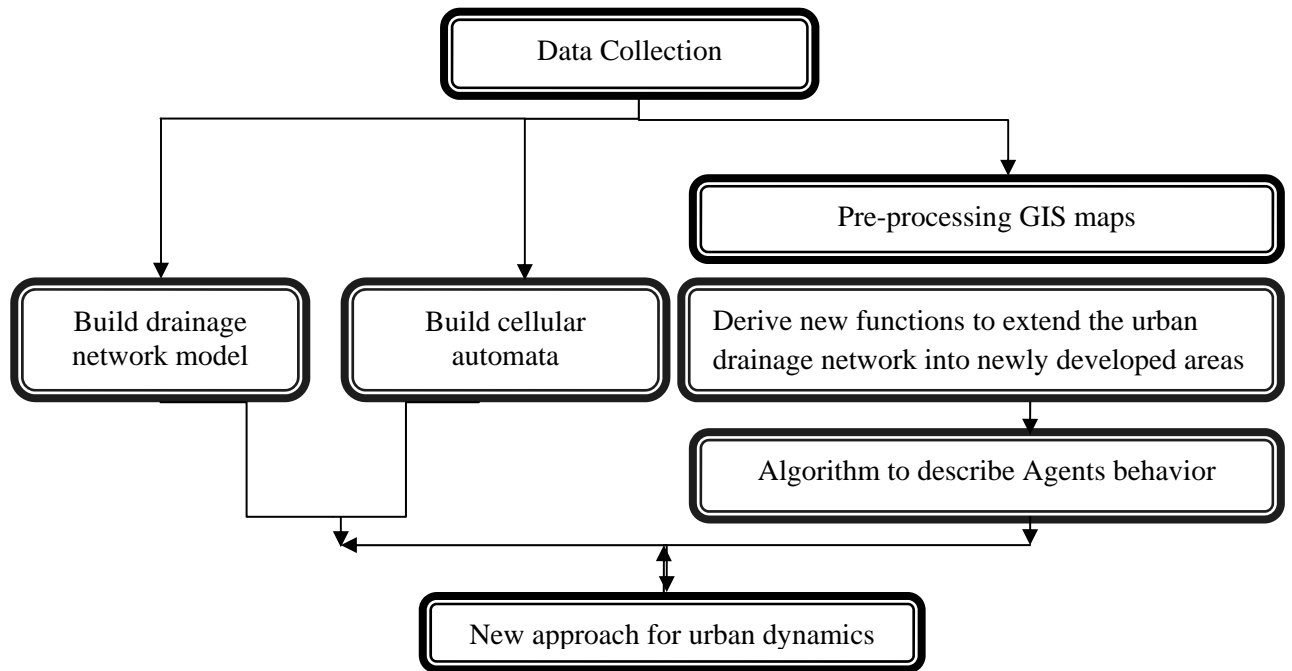 Data Collection
Pre-processing GIS maps
Build drainage
network model
Build cellular
automata
Derive new functions to extend the urban
drainage network into newly developed areas
Algorithm to describe Agents behavior
New approach for urban dynamics